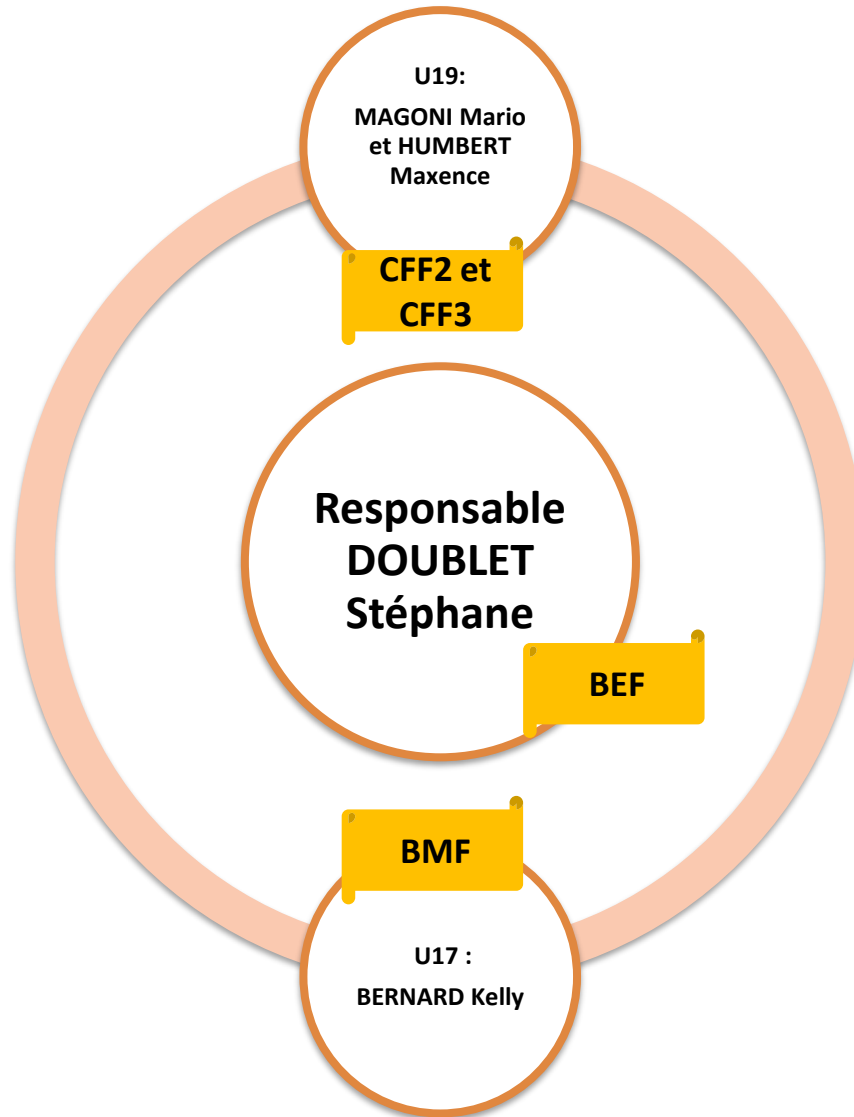 U19:
MAGONI Mario
et HUMBERT
Maxence
CFF2 et
CFF3
Responsable
DOUBLET
Stéphane
BEF
BMF
U17 :
BERNARD Kelly